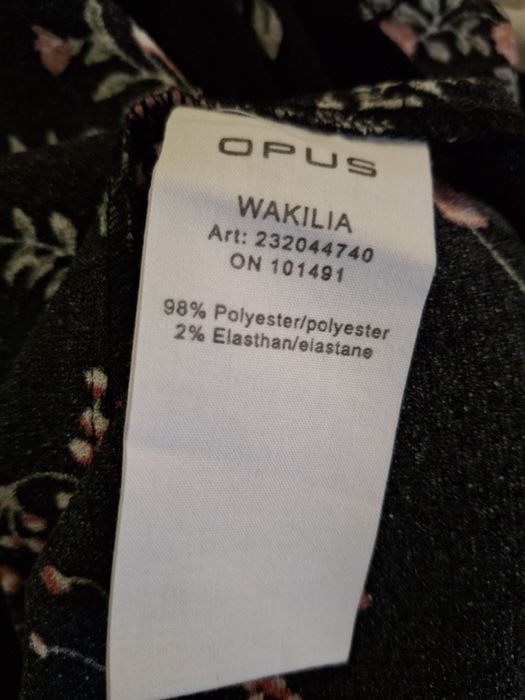 OPUS
WAKILIA
Art: 232044740
ON 101491
98% Polyester/polyester
2% Elasthan/elastane